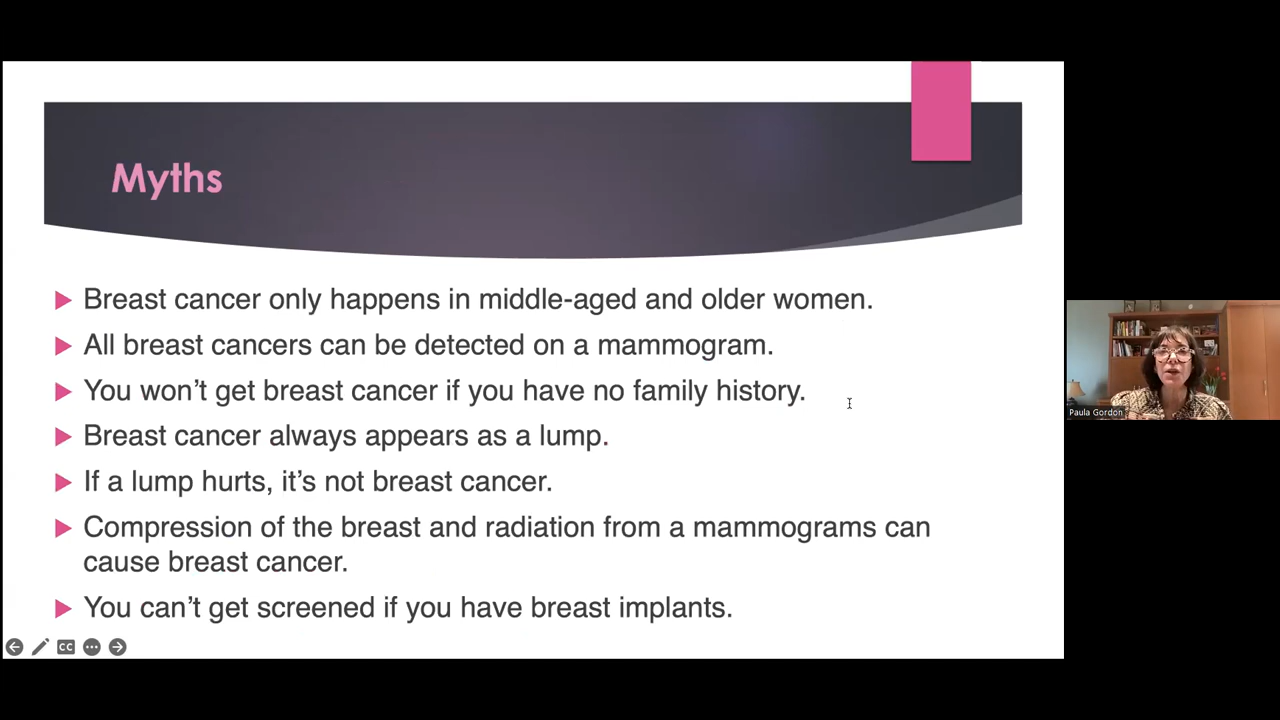 Myths
Breast cancer only happens in middle-aged and older women.
All breast cancers can be detected on a mammogram.
You won’t get breast cancer if you have no family history.
Breast cancer always appears as a lump.
If a lump hurts, it’s not breast cancer.
Compression of the breast and radiation from a mammograms can
cause breast cancer.
You can’t get screened if you have breast implants.
CC
Paula Gordon